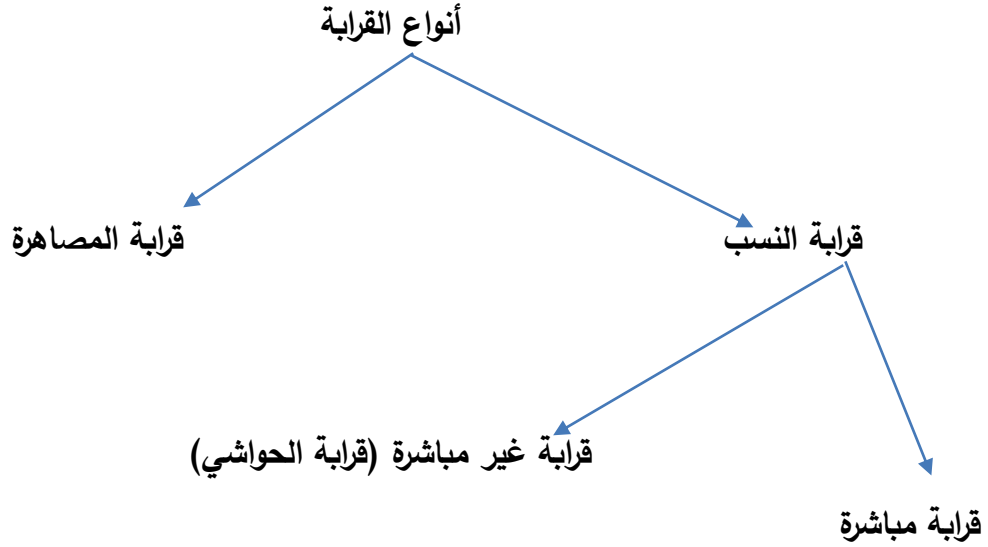 أنواع القرابة
قرابة النسب
قرابة المصاهرة
قرابة غير مباشرة (قرابة الحواشي)
قرابة مباشرة